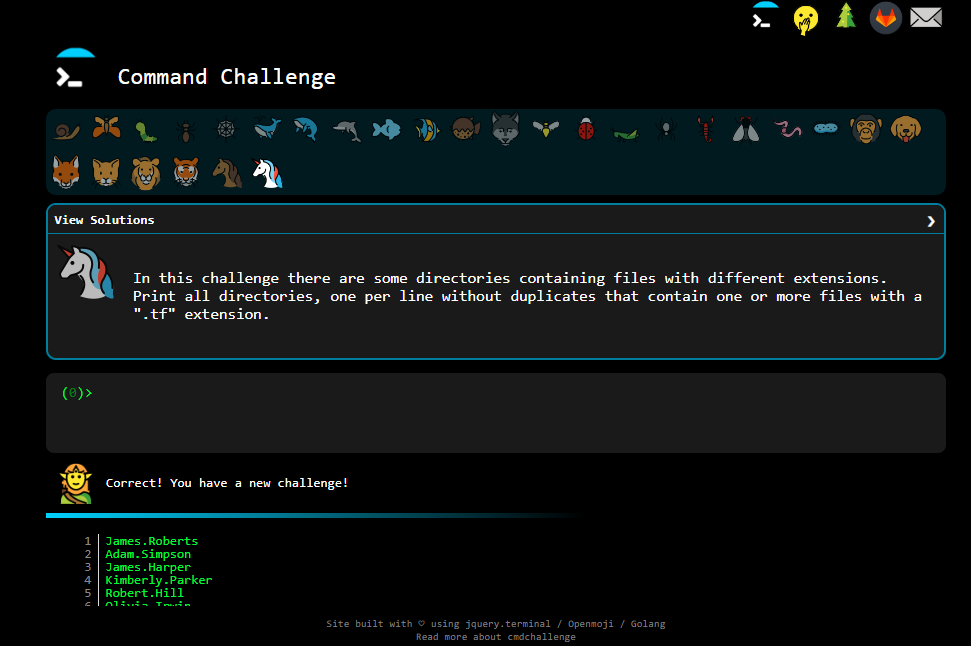 Command Challenge
View Solutions
In this challenge there are some directories containing files with different extensions.
Print all directories, one per line without duplicates that contain one or more files with a
".tf" extension.
(0)>
Correct! You have a new challenge!
1 James.Roberts
2 Adam.Simpson
3 James.Harper
4 Kimberly.Parker
5 Robert.Hill
6 Olivia.Irwin
Site built with ♡ using jquery.terminal / Openmoji / Golang
Read more about cmdchallenge